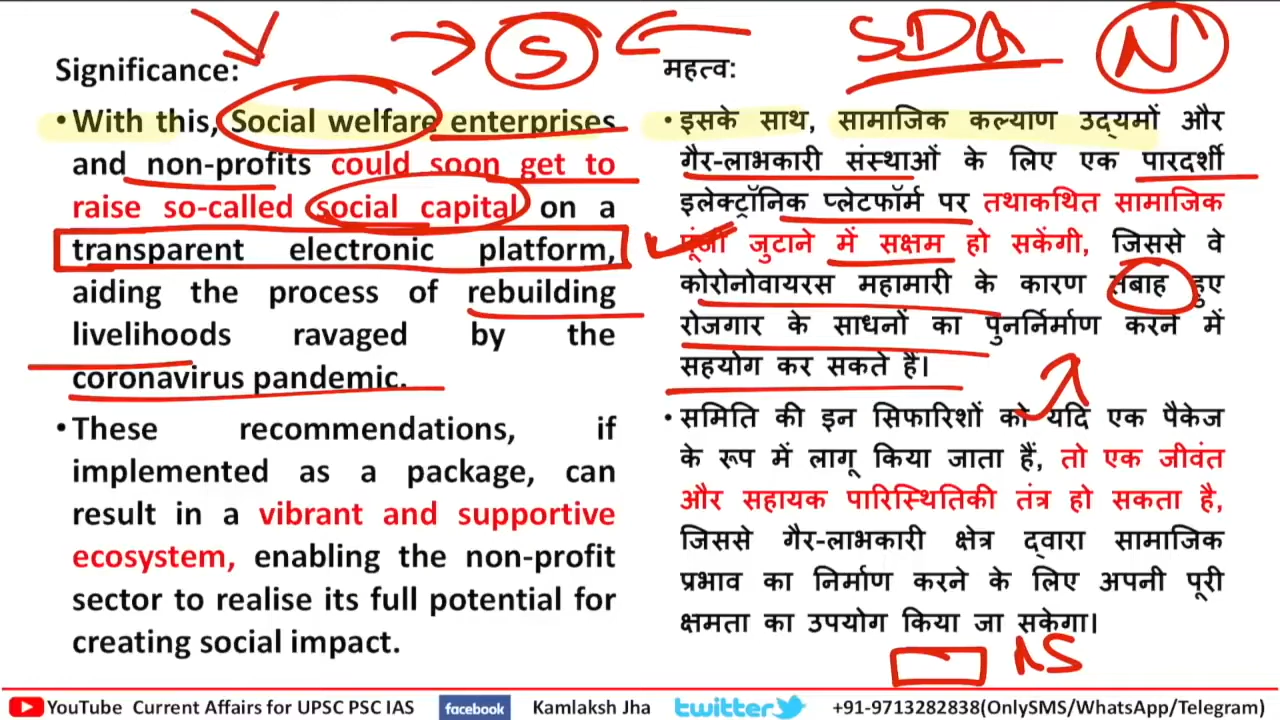 S
SDG
N
Significance:
•With this, Social welfare enterprises
and non-profits could soon get to
raise so-called social capital on a
transparent electronic platform,
aiding the process of rebuilding
livelihoods ravaged by the
coronavirus pandemic.
•These recommendations, if
implemented as a package, can
result in a vibrant and supportive
ecosystem, enabling the non-profit
sector to realise its full potential for
creating social impact.
महत्व:
•इसके साथ, सामाजिक कल्याण उद्यमों और
गैर-लाभकारी संस्थाओं के लिए एक पारदर्शी
इलेक्ट्रॉनिक प्लेटफॉर्म पर तथाकथित सामाजिक
पूंजी जुटाने में सक्षम हो सकेंगी, जिससे वे
कोरोनोवायरस महामारी के कारण तबाह हुए
रोजगार के साधनों का पुनर्निर्माण करने में
सहयोग कर सकते हैं।
•समिति की इन सिफारिशों को यदि एक पैकेज
के रूप में लागू किया जाता हैं, तो एक जीवंत
और सहायक पारिस्थितिकी तंत्र हो सकता है,
जिससे गैर-लाभकारी क्षेत्र द्वारा सामाजिक
प्रभाव का निर्माण करने के लिए अपनी पूरी
क्षमता का उपयोग किया जा सकेगा।
YouTube Current Affairs for UPSC PSC IAS facebook Kamlaksh Jha twitter +91-9713282838(OnlySMS/WhatsApp/Telegram)